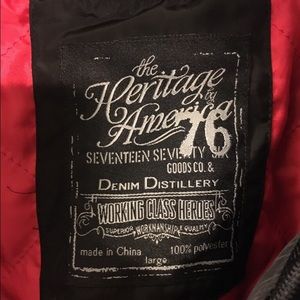 the
Heritage
by
America
76
SEVENTEEN SEVENTY SIX
GOODS CO. &
DENIM DISTILLERY
WORKING CLASS HEROES
SUPERIOR WORKMANSHIP & QUALITY
made in China 100% polyester
large